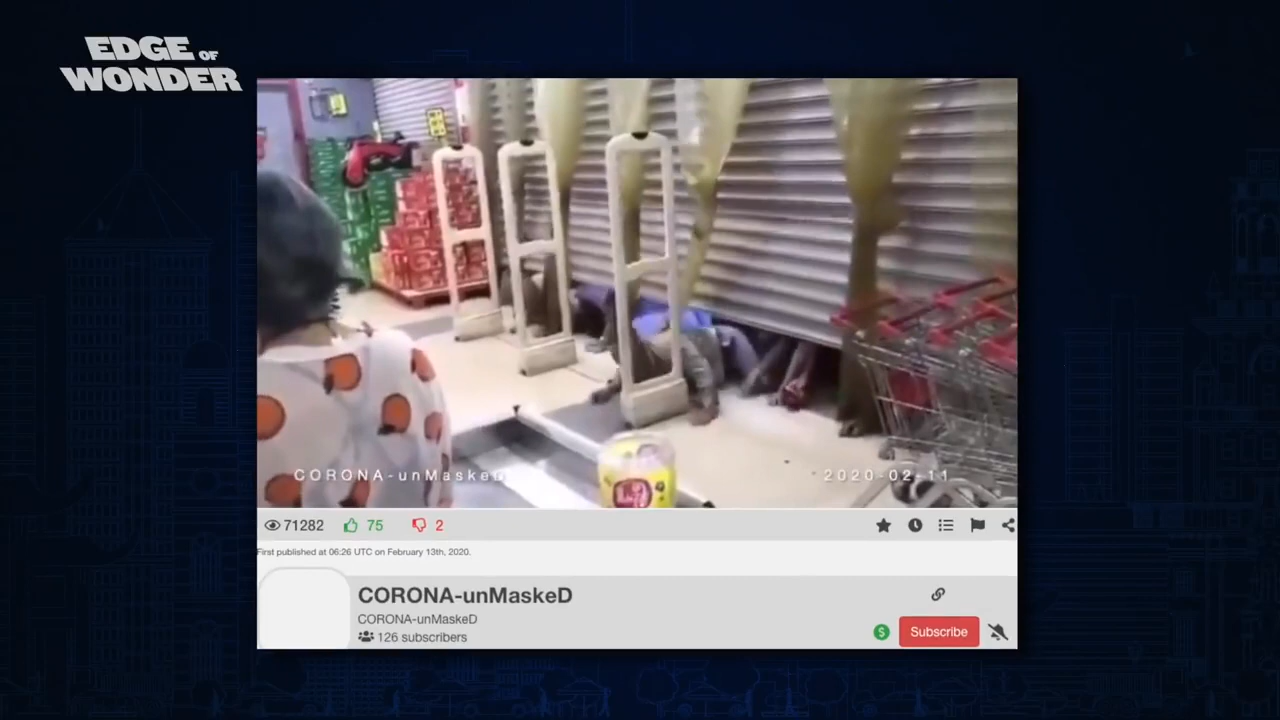 EDGE OF
WONDER
CORONA-unMaskeD
2020-02-11
71282 75 2
First published at 06:26 UTC on February 13th, 2020.
CORONA-unMaskeD
CORONA-unMaskeD
126 subscribers
$
Subscribe